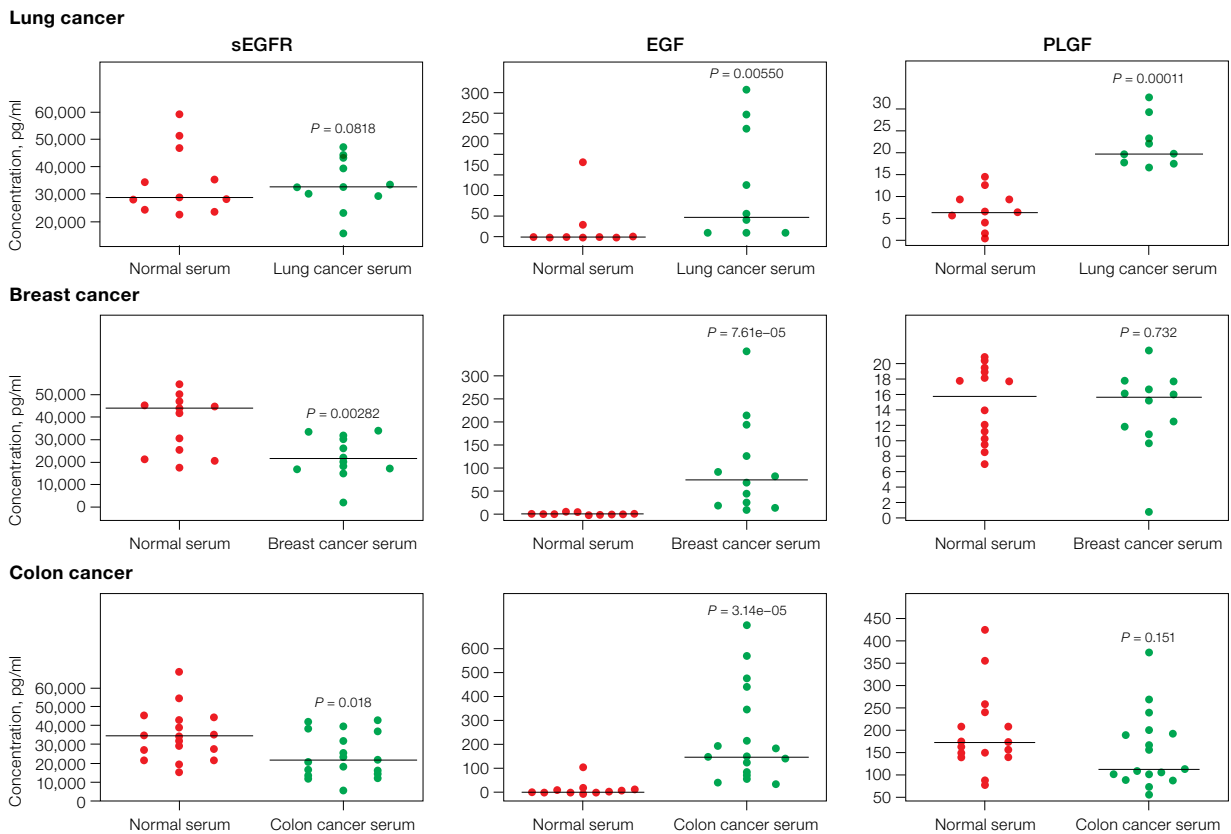 Lung cancer
sEGFR
EGF
PLGF
Concentration, pg/ml
60,000
50,000
40,000
30,000
20,000
P = 0.0818
Normal serum
Lung cancer serum
300
250
200
150
100
50
0
P = 0.00550
Normal serum
Lung cancer serum
30
25
20
15
10
5
0
P = 0.00011
Normal serum
Lung cancer serum
Breast cancer
Concentration, pg/ml
50,000
40,000
30,000
20,000
10,000
0
P = 0.00282
Normal serum
Breast cancer serum
300
250
200
150
100
50
0
P = 7.61e–05
Normal serum
Breast cancer serum
20
18
16
14
12
10
8
6
4
2
0
P = 0.732
Normal serum
Breast cancer serum
Colon cancer
Concentration, pg/ml
60,000
50,000
40,000
30,000
20,000
10,000
0
P = 0.018
Normal serum
Colon cancer serum
600
500
400
300
200
100
0
P = 3.14e–05
Normal serum
Colon cancer serum
450
400
350
300
250
200
150
100
50
P = 0.151
Normal serum
Colon cancer serum